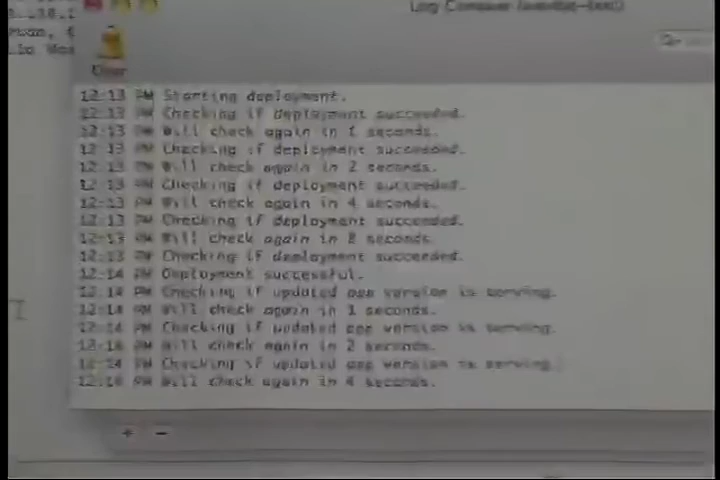 Log Console
Clear
12:13 PM Starting deployment.
12:13 PM Checking if deployment succeeded.
12:13 PM Will check again in 1 seconds.
12:13 PM Checking if deployment succeeded.
12:13 PM Will check again in 2 seconds.
12:13 PM Checking if deployment succeeded.
12:13 PM Will check again in 4 seconds.
12:13 PM Checking if deployment succeeded.
12:13 PM Will check again in 8 seconds.
12:13 PM Checking if deployment succeeded.
12:14 PM Deployment successful.
12:14 PM Checking if updated app version is serving.
12:14 PM Will check again in 1 seconds.
12:14 PM Checking if updated app version is serving.
12:14 PM Will check again in 2 seconds.
12:14 PM Checking if updated app version is serving.
12:14 PM Will check again in 4 seconds.